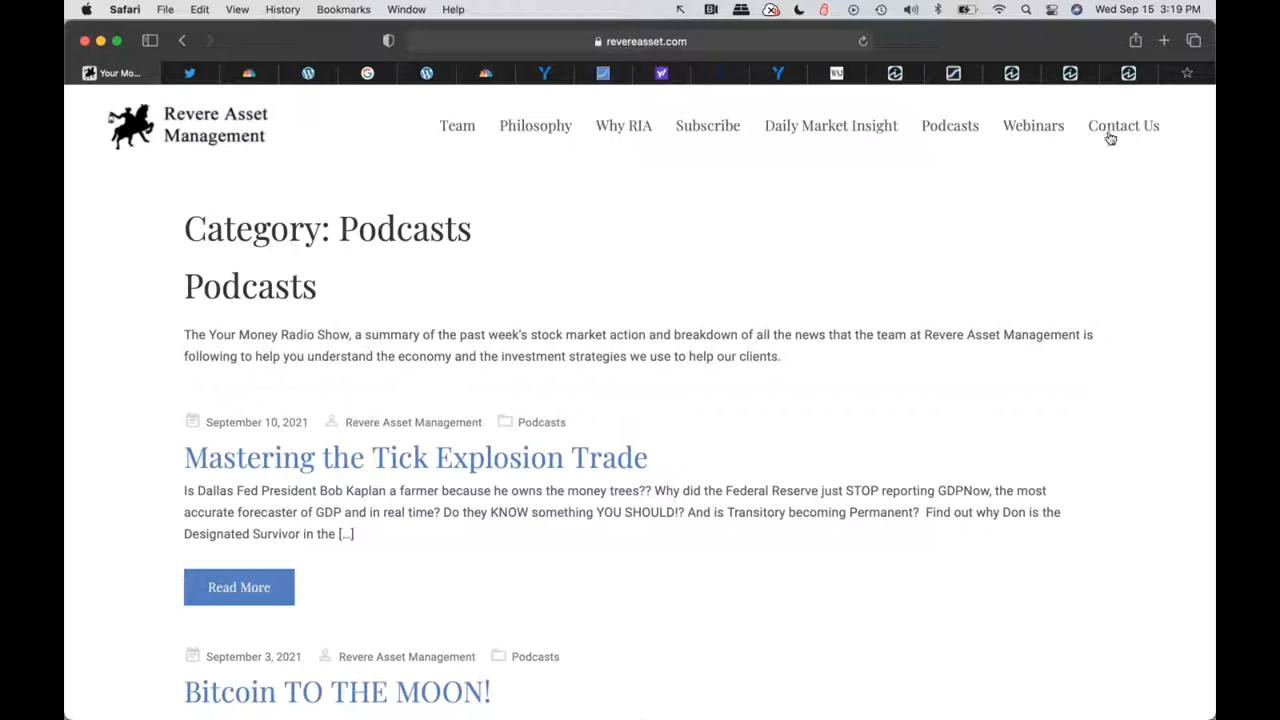 Safari File Edit View History Bookmarks Window Help Wed Sep 15 3:19 PM
revereasset.com
Your Mo... WSJ
Revere Asset
Management
Team Philosophy Why RIA Subscribe Daily Market Insight Podcasts Webinars Contact Us
Category: Podcasts
Podcasts
The Your Money Radio Show, a summary of the past week's stock market action and breakdown of all the news that the team at Revere Asset Management is
following to help you understand the economy and the investment strategies we use to help our clients.
September 10, 2021 Revere Asset Management Podcasts
Mastering the Tick Explosion Trade
Is Dallas Fed President Bob Kaplan a farmer because he owns the money trees?? Why did the Federal Reserve just STOP reporting GDPNow, the most
accurate forecaster of GDP and in real time? Do they KNOW something YOU SHOULD!? And is Transitory becoming Permanent? Find out why Don is the
Designated Survivor in the [...]
Read More
September 3, 2021 Revere Asset Management Podcasts
Bitcoin TO THE MOON!